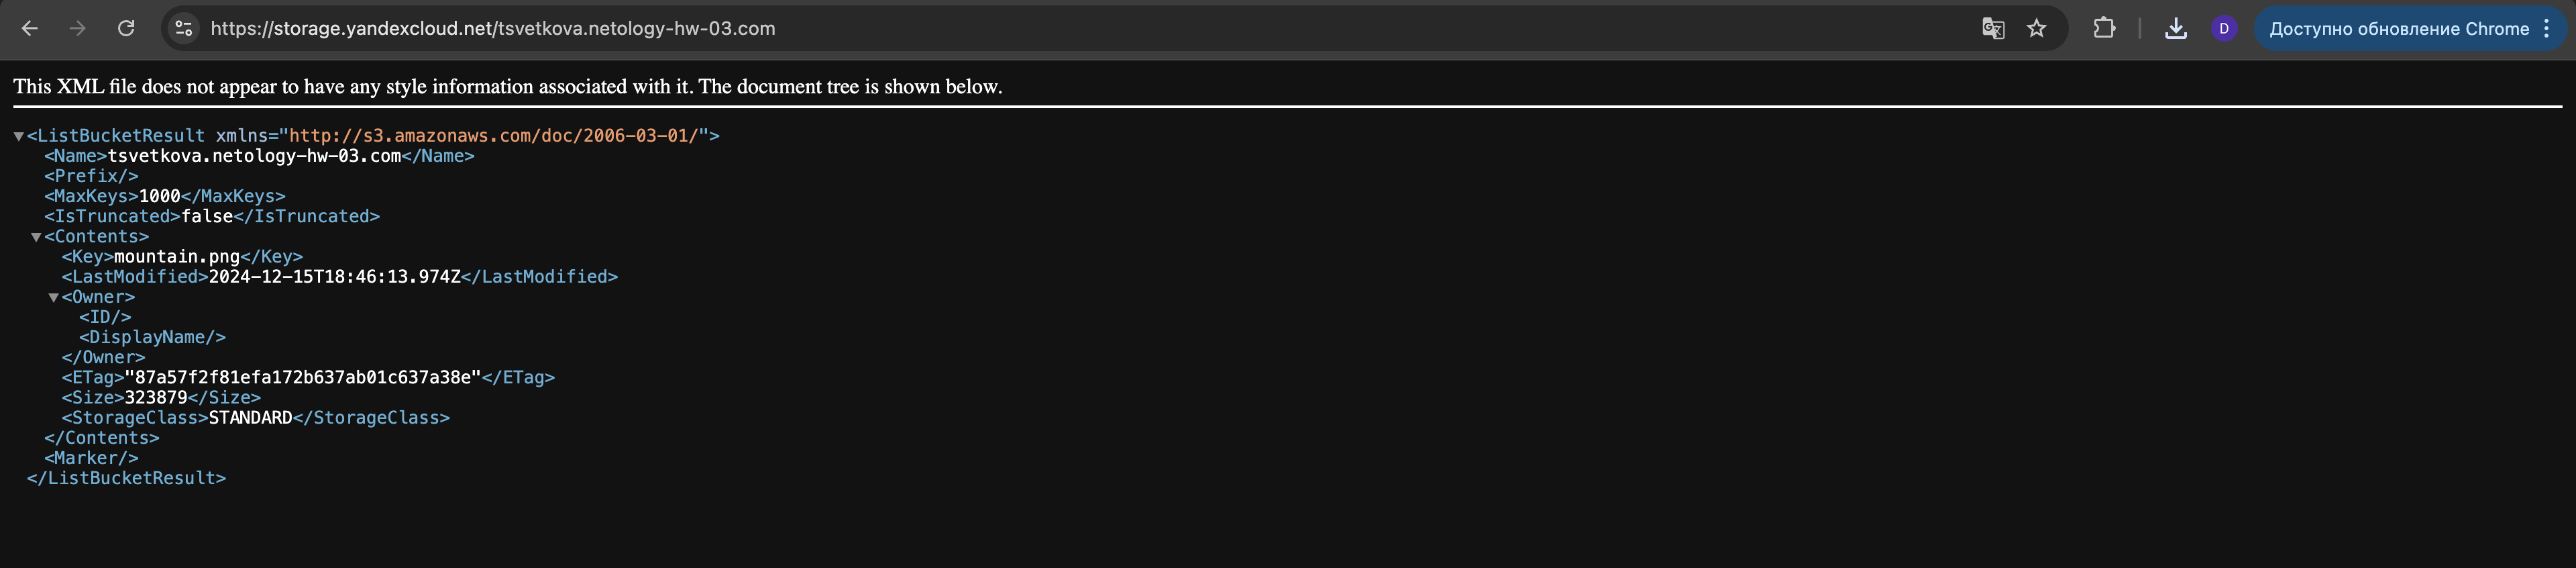 https://storage.yandexcloud.net/tsvetkova.netology-hw-03.com
D
Доступно обновление Chrome
This XML file does not appear to have any style information associated with it. The document tree is shown below.
<ListBucketResult xmlns="http://s3.amazonaws.com/doc/2006-03-01/">
<Name>tsvetkova.netology-hw-03.com</Name>
<Prefix/>
<MaxKeys>1000</MaxKeys>
<IsTruncated>false</IsTruncated>
<Contents>
<Key>mountain.png</Key>
<LastModified>2024-12-15T18:46:13.974Z</LastModified>
<Owner>
<ID/>
<DisplayName/>
</Owner>
<ETag>"87a57f2f81efa172b637ab01c637a38e"</ETag>
<Size>323879</Size>
<StorageClass>STANDARD</StorageClass>
</Contents>
<Marker/>
</ListBucketResult>